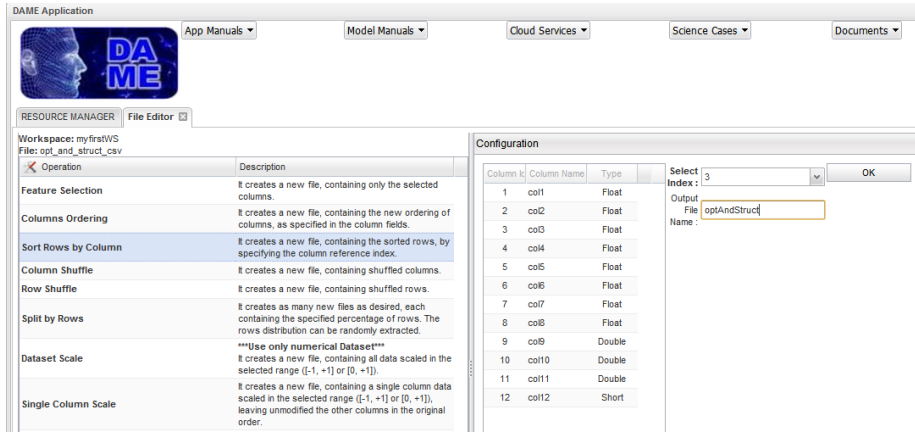 DAME Application
DA
ME
App Manuals
Model Manuals
Cloud Services
Science Cases
Documents
RESOURCE MANAGER
File Editor
Workspace: myfirstWS
File: opt_and_struct_csv
Operation Description
Feature Selection
It creates a new file, containing only the selected
columns.
Columns Ordering
It creates a new file, containing the new ordering of
columns, as specified in the column fields.
Sort Rows by Column
It creates a new file, containing the sorted rows, by
specifying the column reference index.
Column Shuffle
It creates a new file, containing shuffled columns.
Row Shuffle
It creates a new file, containing shuffled rows.
Split by Rows
It creates as many new files as desired, each
containing the specified percentage of rows. The
rows distribution can be randomly extracted.
Dataset Scale
***Use only numerical Dataset***
It creates a new file, containing all data scaled in the
selected range ([-1, +1] or [0, +1]).
Single Column Scale
It creates a new file, containing a single column data
scaled in the selected range ([-1, +1] or [0, +1]),
leaving unmodified the other columns in the original
order.
Configuration
Column Ic Column Name Type
1 col1 Float
2 col2 Float
3 col3 Float
4 col4 Float
5 col5 Float
6 col6 Float
7 col7 Float
8 col8 Float
9 col9 Double
10 col10 Double
11 col11 Double
12 col12 Short
Select
Index : 3
OK
Output
File optAndStruct
Name :